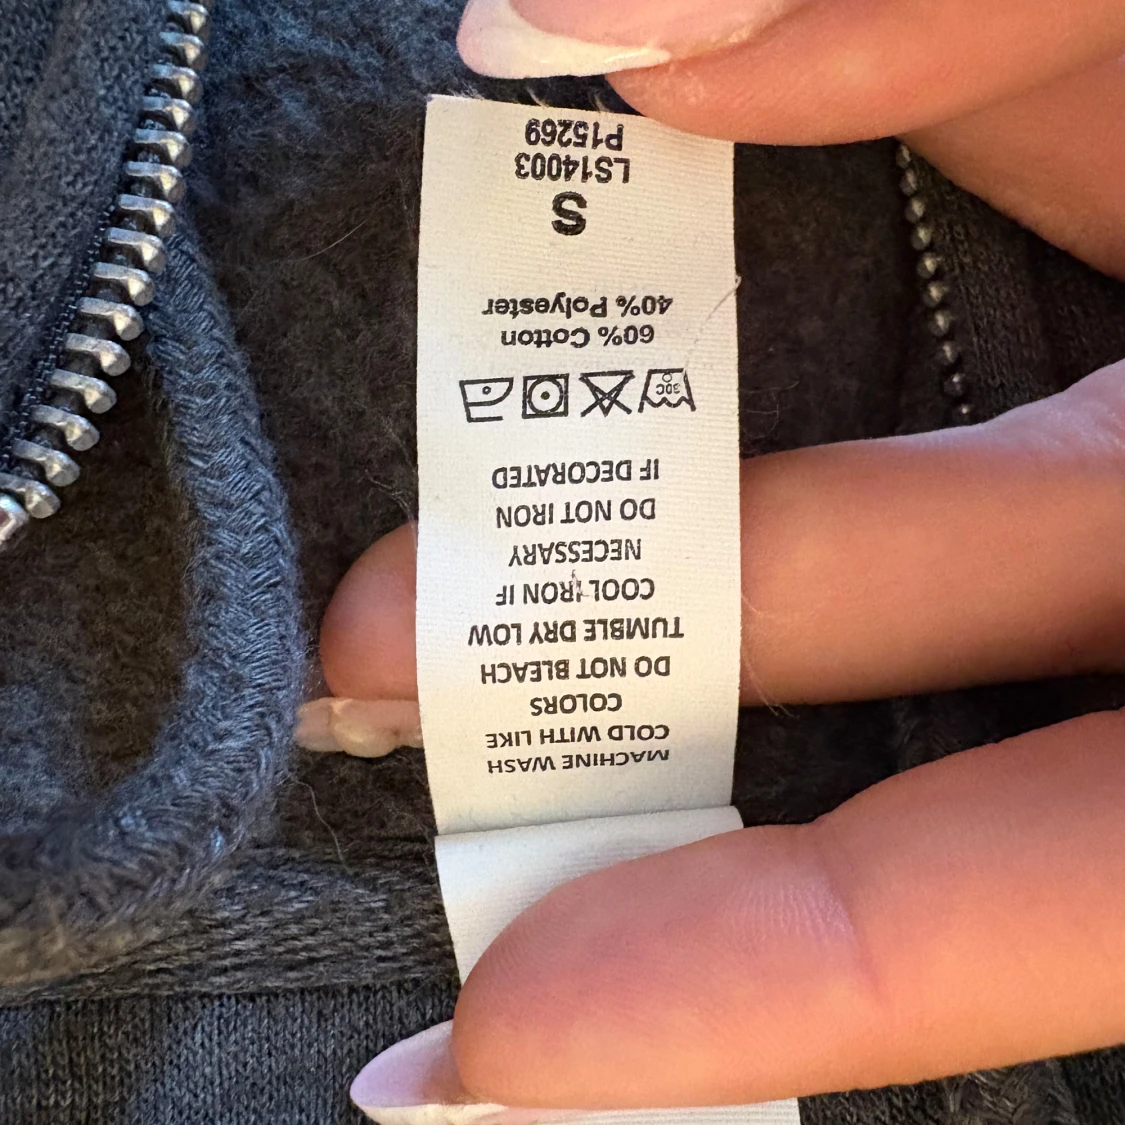 MACHINE WASH
COLD WITH LIKE
COLORS
DO NOT BLEACH
TUMBLE DRY LOW
COOL IRON IF
NECESSARY
DO NOT IRON
IF DECORATED
30C
60% Cotton
40% Polyester
S
LS14003
P15269